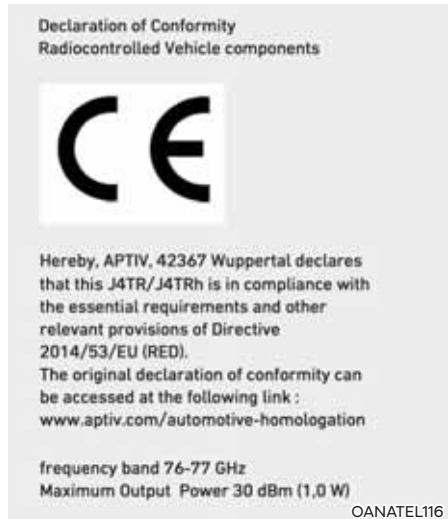 Declaration of Conformity
Radiocontrolled Vehicle components
CE
Hereby, APTIV, 42367 Wuppertal declares
that this J4TR/J4TRh is in compliance with
the essential requirements and other
relevant provisions of Directive
2014/53/EU (RED).
The original declaration of conformity can
be accessed at the following link :
www.aptiv.com/automotive-homologation
frequency band 76-77 GHz
Maximum Output  Power 30 dBm (1,0 W)
OANATEL116